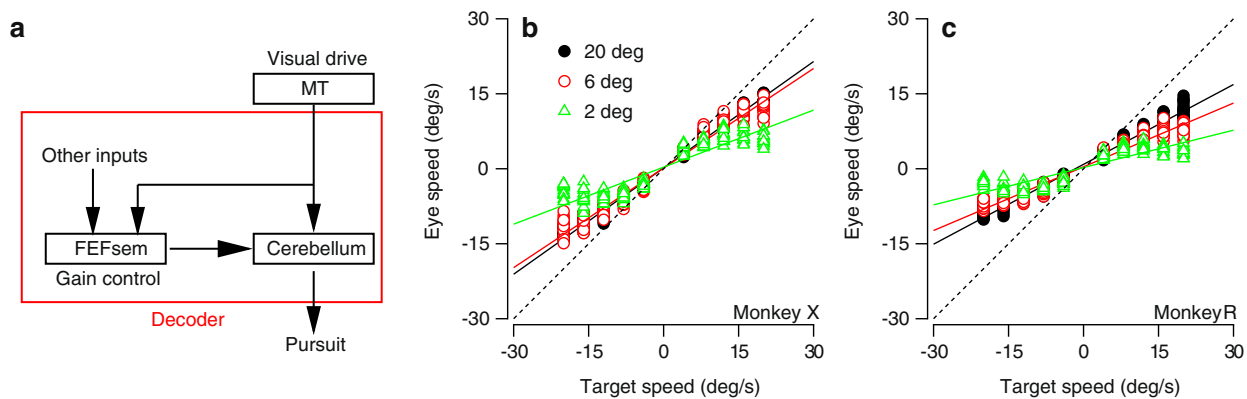 a
Visual drive
MT
Other inputs
FEFsem
Cerebellum
Gain control
Decoder
Pursuit
b
30
15
0
-15
-30
Eye speed (deg/s)
20 deg
6 deg
2 deg
Monkey X
-30
-15
0
15
30
Target speed (deg/s)
c
30
15
0
-15
-30
Eye speed (deg/s)
MonkeyR
-30
-15
0
15
30
Target speed (deg/s)